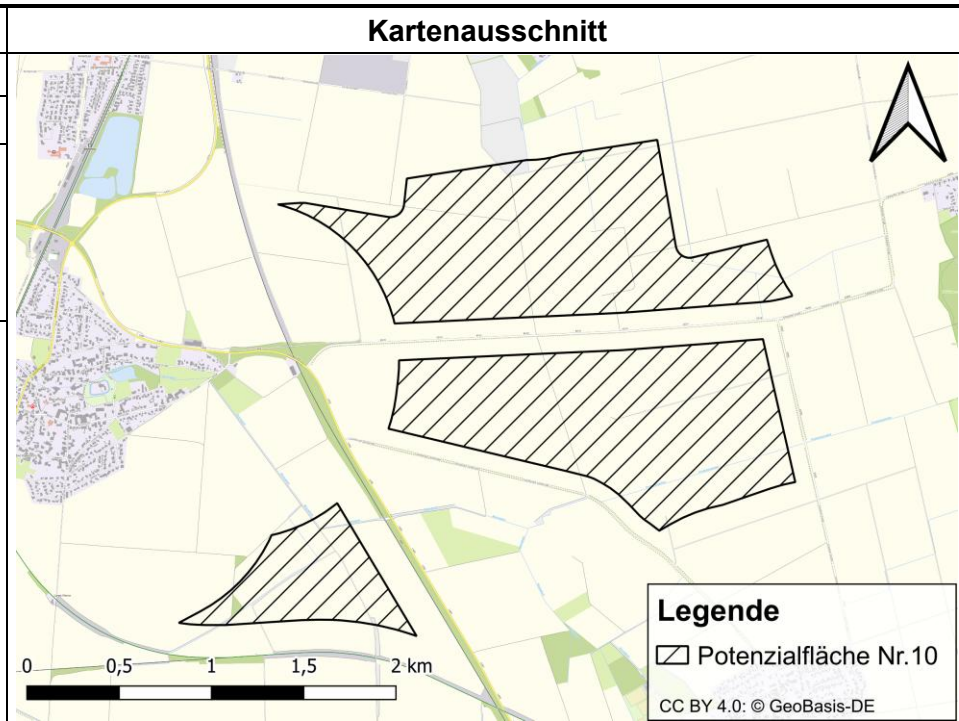 Kartenausschnitt
0 0,5 1 1,5 2 km
Legende
Potenzialfläche Nr.10
CC BY 4.0: © GeoBasis-DE